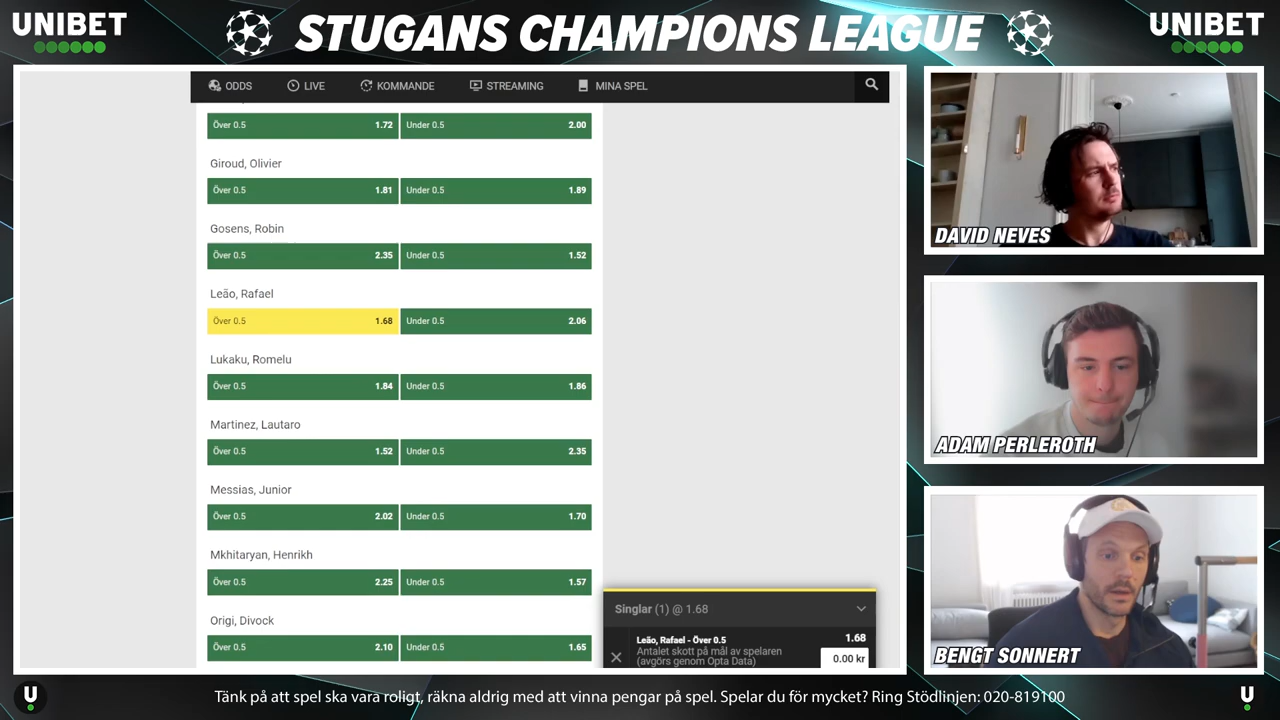 UNIBET
STUGANS CHAMPIONS LEAGUE
UNIBET
ODDS
LIVE
KOMMANDE
STREAMING
MINA SPEL
Över 0.5 1.72 Under 0.5 2.00
Giroud, Olivier
Över 0.5 1.81 Under 0.5 1.89
Gosens, Robin
Över 0.5 2.35 Under 0.5 1.52
Leão, Rafael
Över 0.5 1.68 Under 0.5 2.06
Lukaku, Romelu
Över 0.5 1.84 Under 0.5 1.86
Martinez, Lautaro
Över 0.5 1.52 Under 0.5 2.35
Messias, Junior
Över 0.5 2.02 Under 0.5 1.70
Mkhitaryan, Henrikh
Över 0.5 2.25 Under 0.5 1.57
Origi, Divock
Över 0.5 2.10 Under 0.5 1.65
Singlar (1) @ 1.68
Leão, Rafael - Över 0.5 1.68
Antalet skott på mål av spelaren
(avgörs genom Opta Data) 0.00 kr
DAVID NEVES
ADAM PERLEROTH
BENGT SONNERT
U
Tänk på att spel ska vara roligt, räkna aldrig med att vinna pengar på spel. Spelar du för mycket? Ring Stödlinjen: 020-819100
U